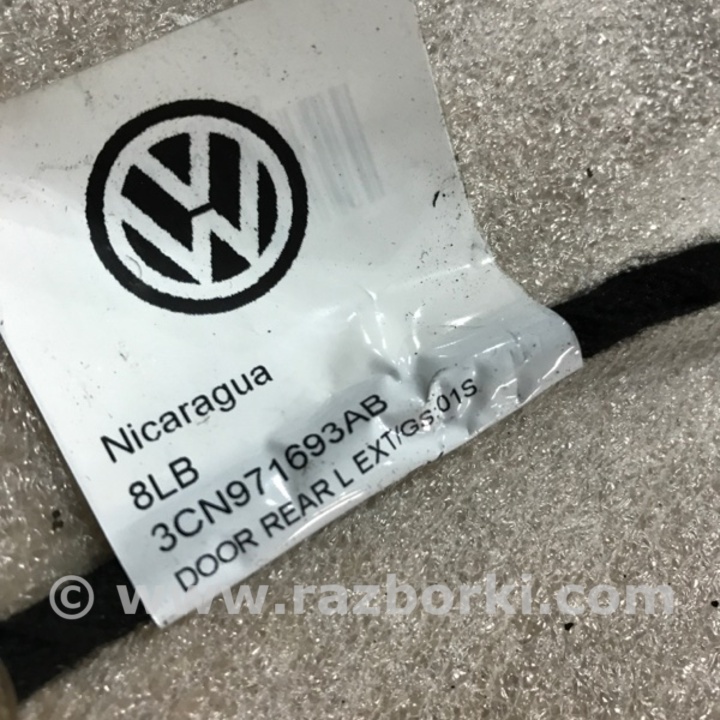 Nicaragua
8LB
3CN971693AB
DOOR REAR L EXT/GS:01S
© www.razborki.com